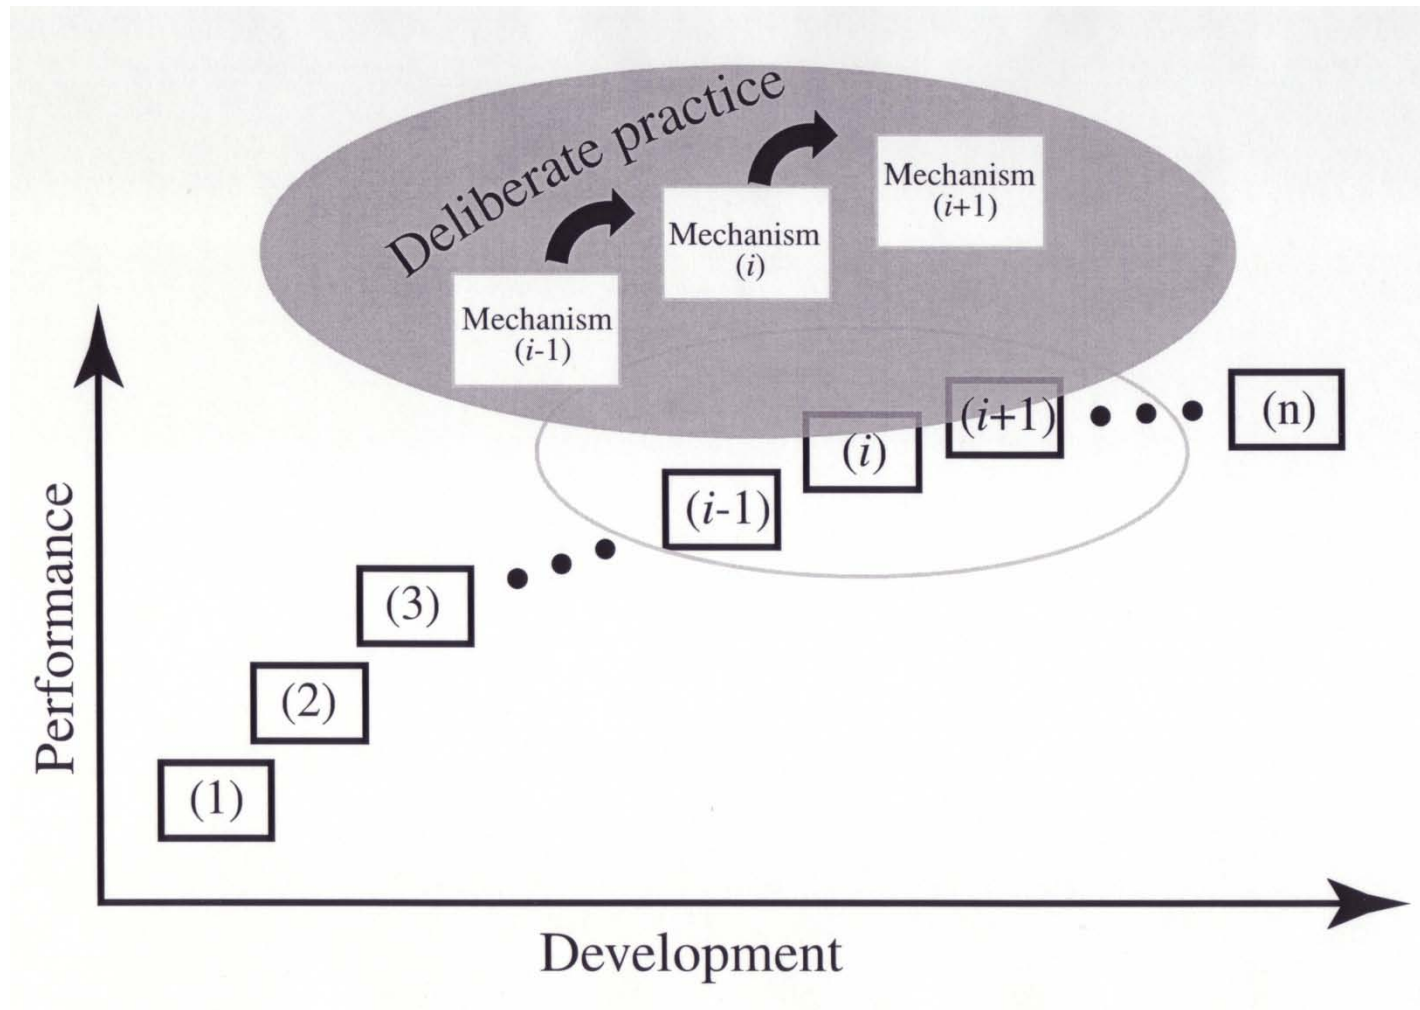 Deliberate practice
Mechanism
(i+1)
Mechanism
(i)
Mechanism
(i-1)
(n)
(i+1)
(i)
(i-1)
(3)
(2)
(1)
Performance
Development